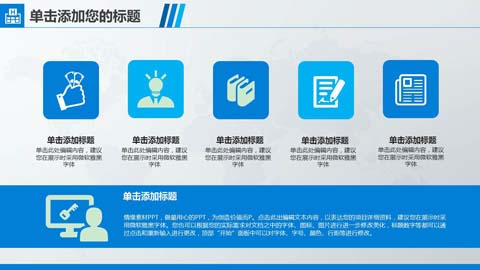 单击添加您的标题
单击添加标题
单击此处编辑内容，建议
您在展示时采用微软雅黑
字体
单击添加标题
单击此处编辑内容，建议
您在展示时采用微软雅黑
字体
单击添加标题
单击此处编辑内容，建议
您在展示时采用微软雅黑
字体
单击添加标题
单击此处编辑内容，建议
您在展示时采用微软雅黑
字体
单击添加标题
单击此处编辑内容，建议
您在展示时采用微软雅黑
字体
单击添加标题
情缘素材PPT，做最用心的PPT，为创造价值而P。点击此出编辑文本内容，以表达您的项目详细资料，建议您在展示时采
用微软雅黑字体。您也可以根据您的实际需求对文档之中的字体、图标、图片进行进一步修改美化，标题数字等都可以通
过点击和重新输入进行更改，顶部“开始”面板中可以对字体、字号、颜色、行距等进行修改。